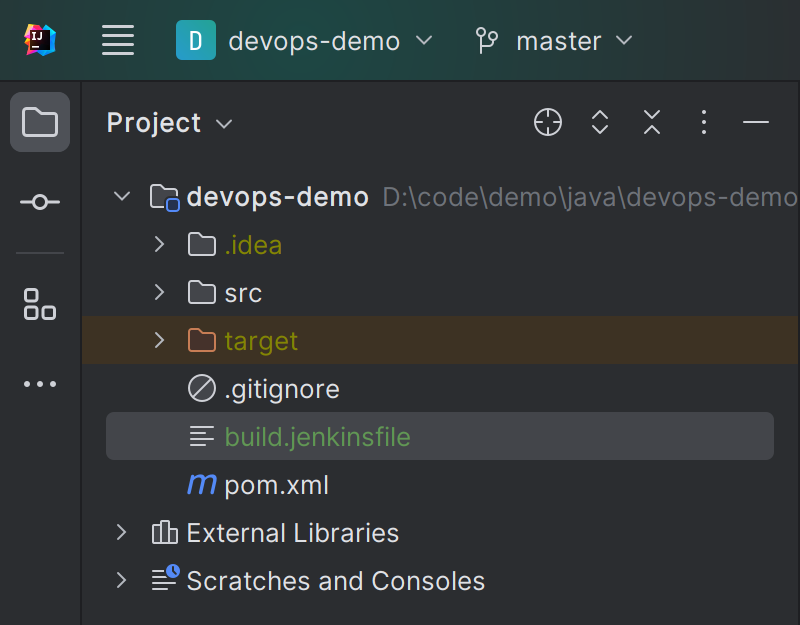 IJ
D devops-demo master
Project
devops-demo D:\code\demo\java\devops-demo
.idea
src
target
.gitignore
build.jenkinsfile
m pom.xml
External Libraries
Scratches and Consoles